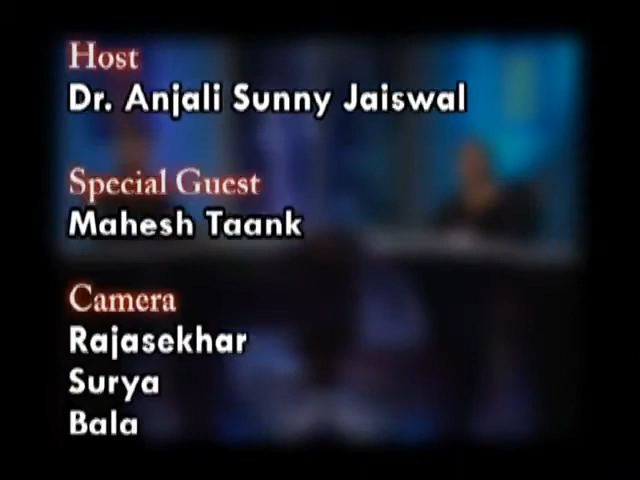 Host
Dr. Anjali Sunny Jaiswal
Special Guest
Mahesh Taank
Camera
Rajasekhar
Surya
Bala